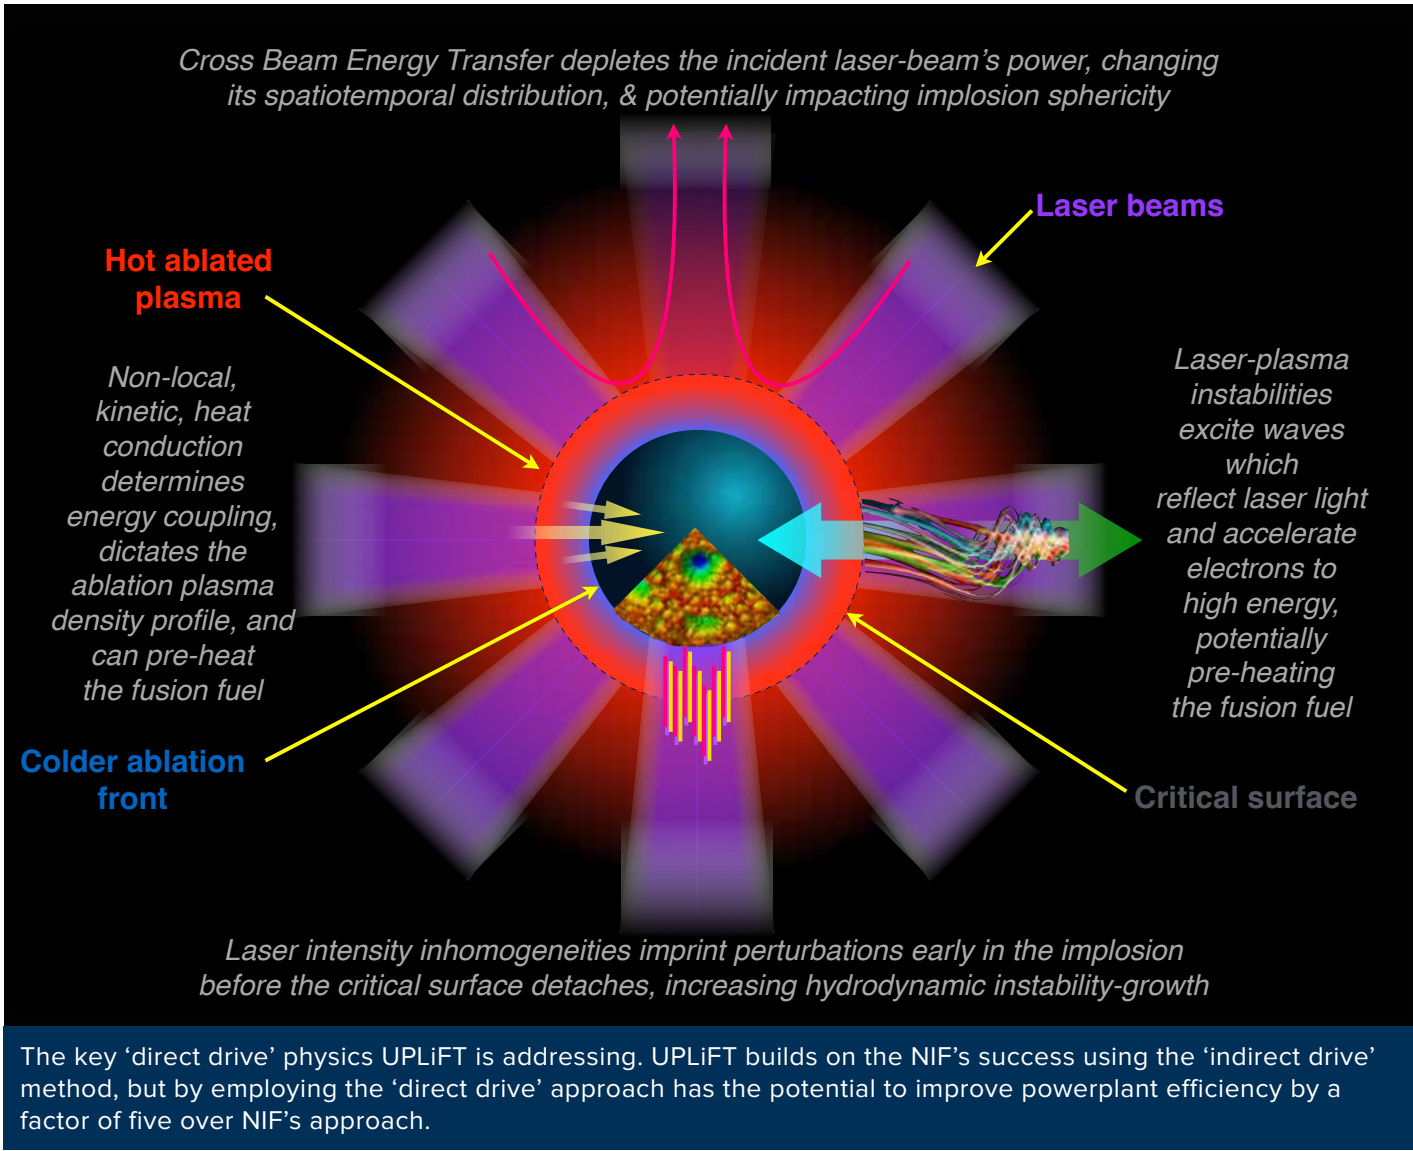 Cross Beam Energy Transfer depletes the incident laser-beam’s power, changing
its spatiotemporal distribution, & potentially impacting implosion sphericity
Laser beams
Hot ablated
plasma
Non-local,
kinetic, heat
conduction
determines
energy coupling,
dictates the
ablation plasma
density profile, and
can pre-heat
the fusion fuel
Laser-plasma
instabilities
excite waves
which
reflect laser light
and accelerate
electrons to
high energy,
potentially
pre-heating
the fusion fuel
Colder ablation
front
Critical surface
Laser intensity inhomogeneities imprint perturbations early in the implosion
before the critical surface detaches, increasing hydrodynamic instability-growth
The key ‘direct drive’ physics UPLiFT is addressing. UPLiFT builds on the NIF’s success using the ‘indirect drive’
method, but by employing the ‘direct drive’ approach has the potential to improve powerplant efficiency by a
factor of five over NIF’s approach.